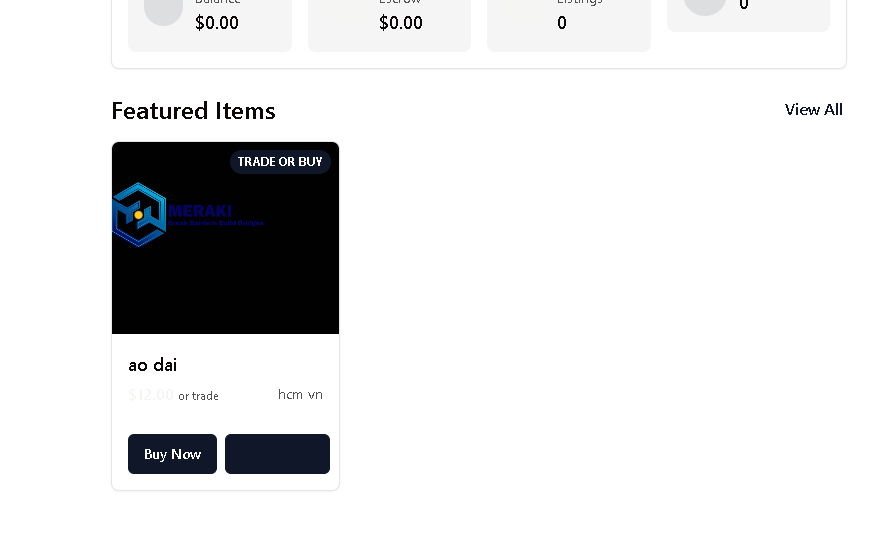 Balance
$0.00
Escrow
$0.00
Listings
0
0
Featured Items
View All
TRADE OR BUY
MERAKI
ao dai
$12.00 or trade
hcm vn
Buy Now